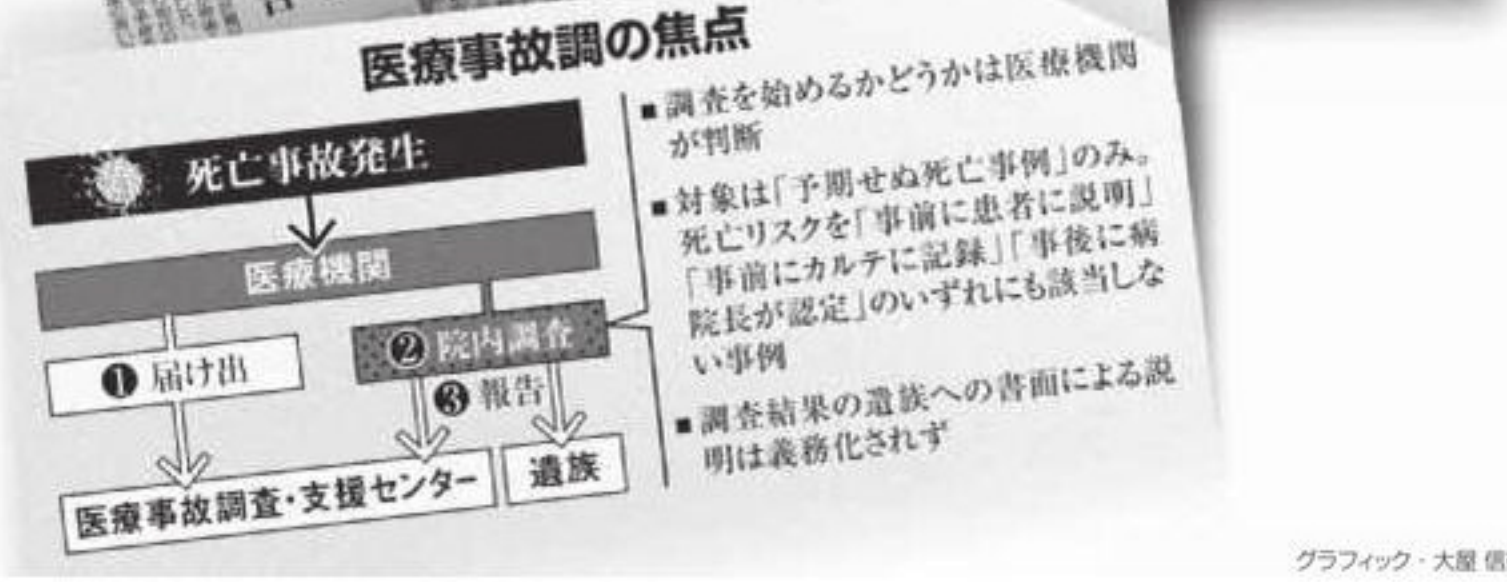 医療事故調の焦点
死亡事故発生
医療機関
❶ 届け出
❷ 院内調査
❸ 報告
医療事故調査・支援センター
遺族
■ 調査を始めるかどうかは医療機関
が判断
■ 対象は「予期せぬ死亡事例」のみ。
死亡リスクを「事前に患者に説明」
「事前にカルテに記録」「事後に病
院長が認定」のいずれにも該当しな
い事例
■ 調査結果の遺族への書面による説
明は義務化されず
グラフィック・大屋 信